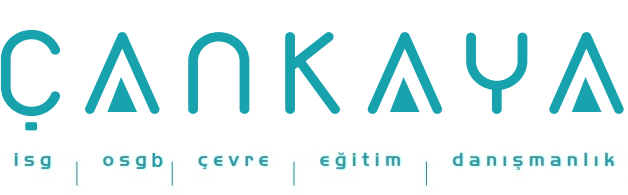 ÇANKAYA
isg | osgb | çevre | eğitim | danışmanlık